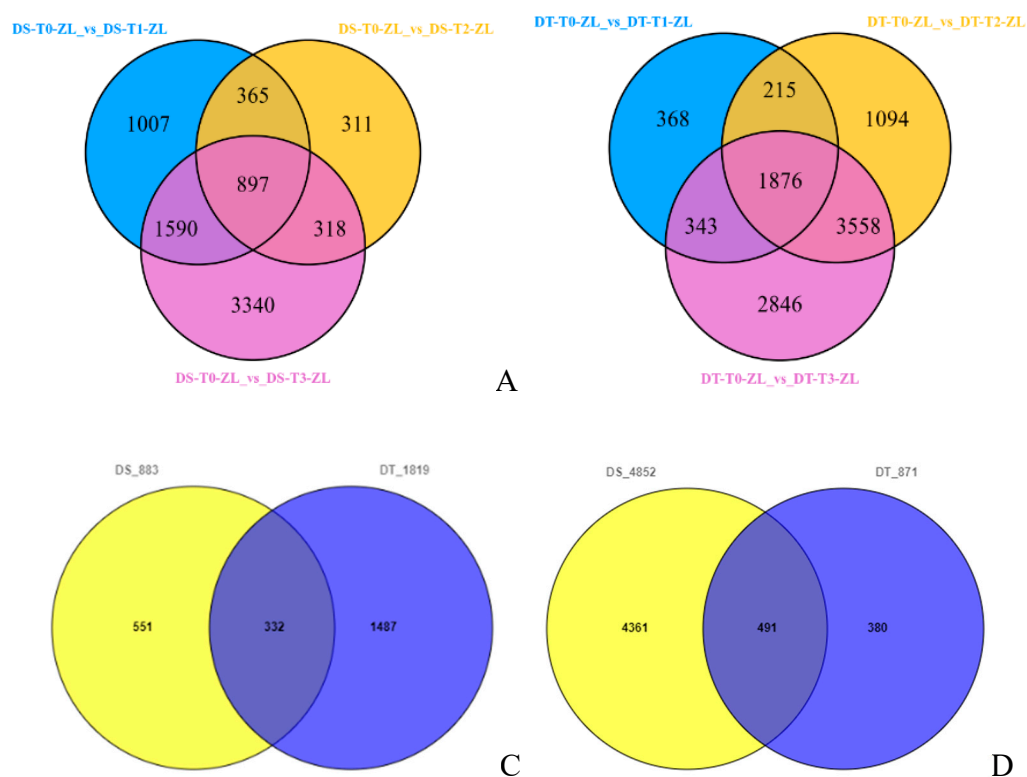 DS-T0-ZL_vs_DS-T1-ZL
DS-T0-ZL_vs_DS-T2-ZL
365
1007
311
897
1590
318
3340
DS-T0-ZL_vs_DS-T3-ZL
A
DT-T0-ZL_vs_DT-T1-ZL
DT-T0-ZL_vs_DT-T2-ZL
215
368
1094
1876
343
3558
2846
DT-T0-ZL_vs_DT-T3-ZL
DS_883
DT_1819
551
332
1487
C
DS_4852
DT_871
4361
491
380
D